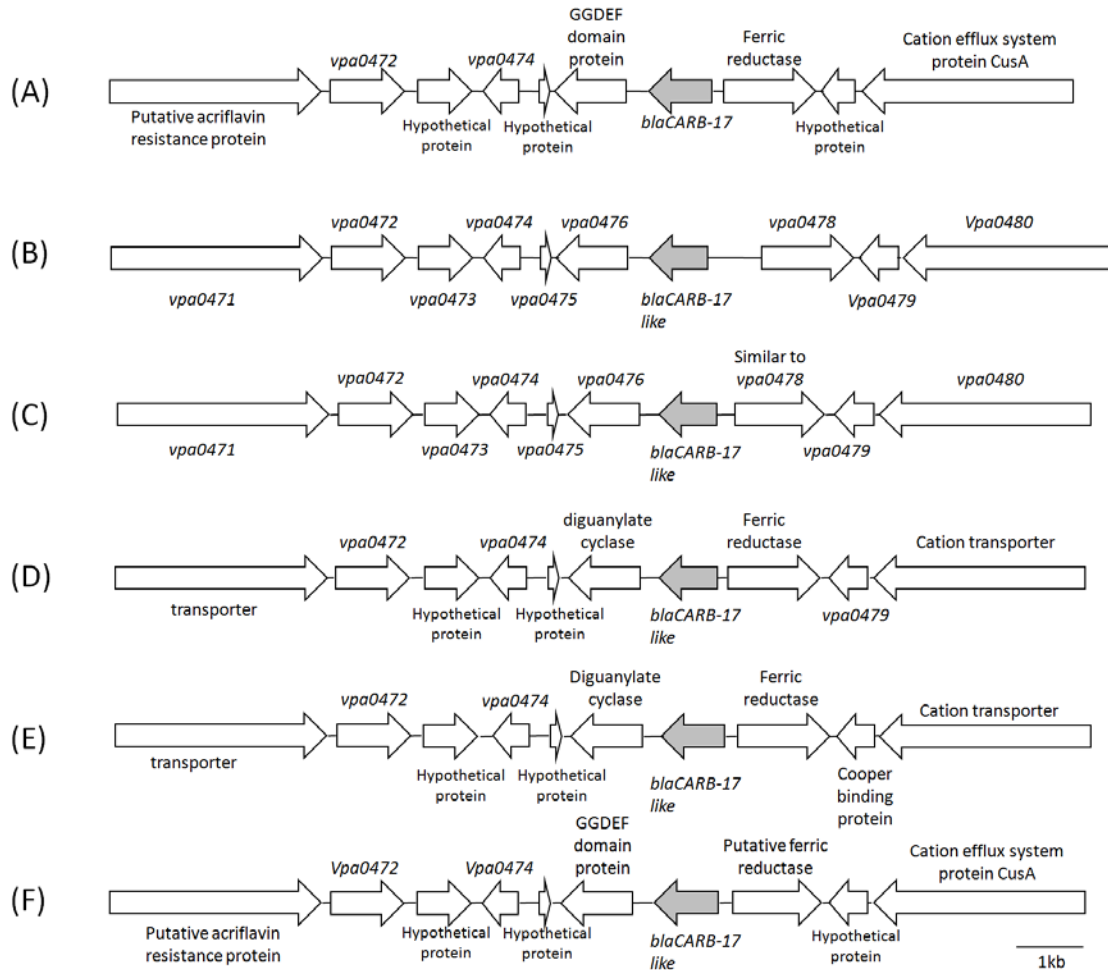 GGDEF
domain
protein
Ferric
reductase
Cation efflux system
protein CusA
vpa0472
vpa0474
(A)
Putative acriflavin
resistance protein
Hypothetical
protein
Hypothetical
protein
blaCARB-17
Hypothetical
protein
vpa0472
vpa0474
vpa0476
vpa0478
Vpa0480
(B)
vpa0471
vpa0473
vpa0475
blaCARB-17
like
Vpa0479
Similar to
vpa0472
vpa0474
vpa0476
vpa0478
vpa0480
(C)
vpa0471
vpa0473
vpa0475
blaCARB-17
like
vpa0479
diguanylate
cyclase
Ferric
reductase
vpa0472
vpa0474
Cation transporter
(D)
transporter
Hypothetical
protein
Hypothetical
protein
blaCARB-17
like
vpa0479
Diguanylate
cyclase
Ferric
reductase
vpa0472
vpa0474
Cation transporter
(E)
transporter
Hypothetical
protein
Hypothetical
protein
blaCARB-17
like
Cooper
binding
protein
GGDEF
domain
protein
Putative ferric
reductase
Cation efflux system
protein CusA
Vpa0472
Vpa0474
(F)
Putative acriflavin
resistance protein
Hypothetical
protein
Hypothetical
protein
blaCARB-17
like
Hypothetical
protein
1kb